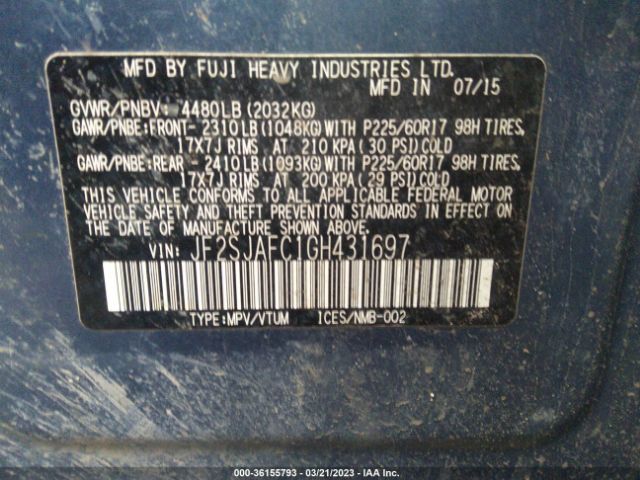 MFD BY FUJI HEAVY INDUSTRIES LTD.
MFD IN 07/15
GVWR/PNBV: 4480LB (2032KG)
GAWR/PNBE:FRONT- 2310LB (1048KG) WITH P225/60R17 98H TIRES,
17X7J RIMS AT 210 KPA (30 PSI) COLD
GAWR/PNBE:REAR - 2410LB (1093KG) WITH P225/60R17 98H TIRES,
17X7J RIMS AT 200 KPA (29 PSI) COLD
THIS VEHICLE CONFORMS TO ALL APPLICABLE FEDERAL MOTOR
VEHICLE SAFETY AND THEFT PREVENTION STANDARDS IN EFFECT
ON THE DATE OF MANUFACTURE SHOWN ABOVE.
VIN: JF2SJAFC1GH431697
TYPE:MPV/VTUM ICES/NMB-002
000-36155793 - 03/21/2023 - IAA Inc.